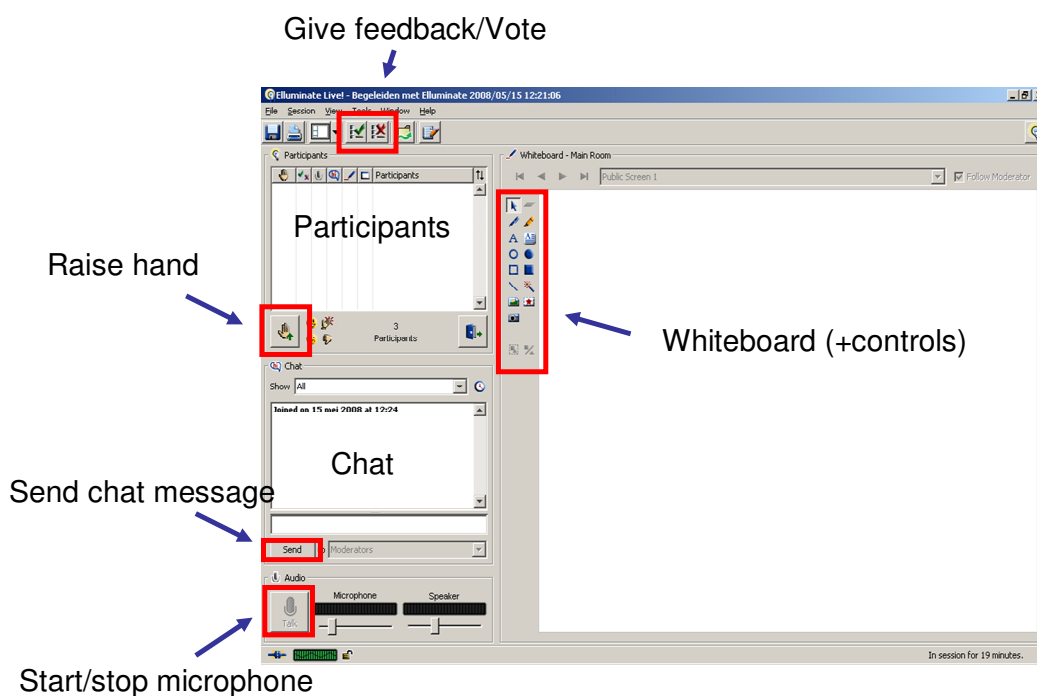 Give feedback/Vote
Elluminate Live! - Begeleiden met Elluminate 2008/05/15 12:21:06
File Session View Tools Window Help
Participants
Participants
Participants
Raise hand
3
Participants
Chat
Show All
Joined on 15 mei 2008 at 12:24
Chat
Send chat message
Send
Moderators
Audio
Microphone Speaker
Talk
Start/stop microphone
Whiteboard - Main Room
Public Screen 1 Follow Moderator
A
Whiteboard (+controls)
In session for 19 minutes.